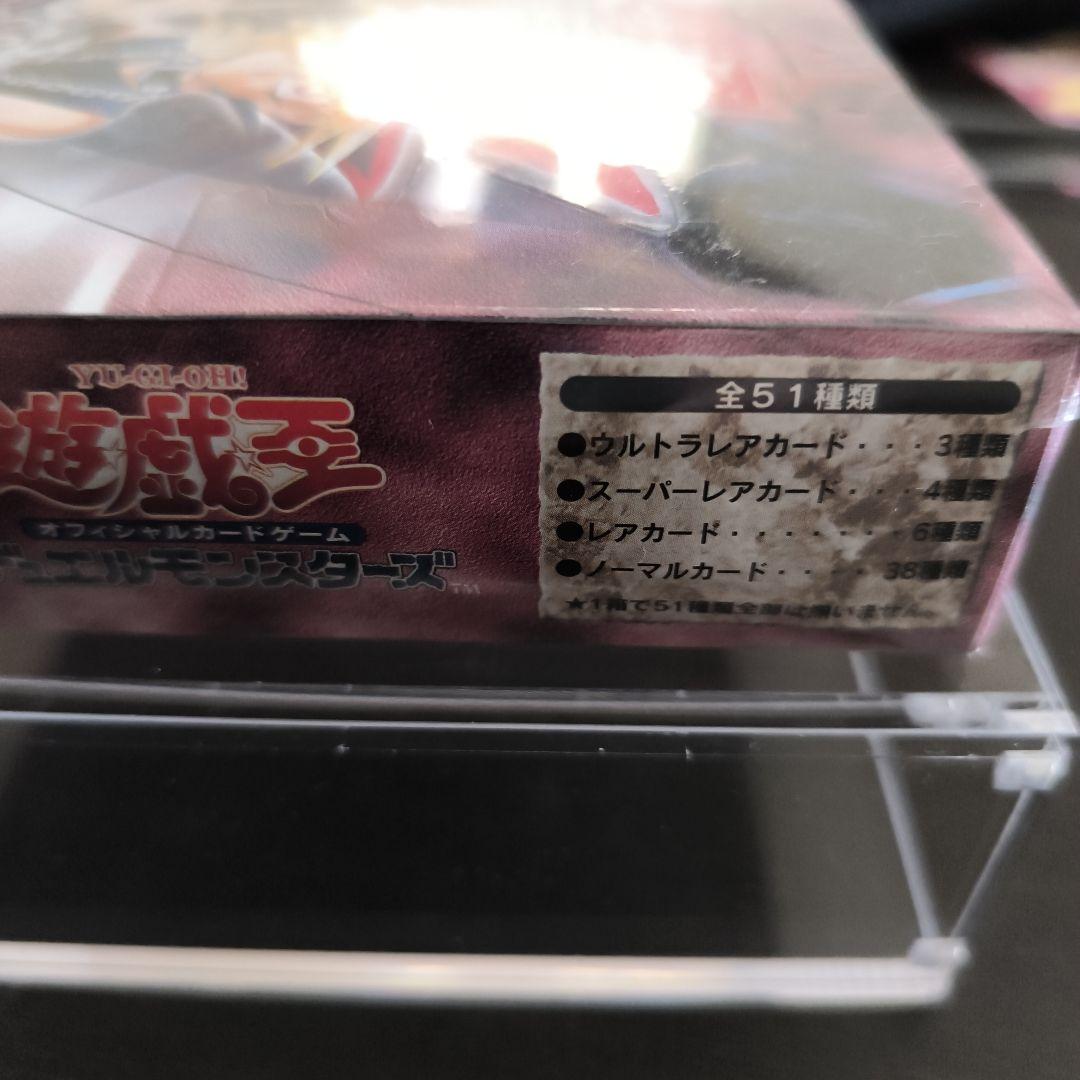 YU-GI-OH!
遊戯王
オフィシャルカードゲーム
デュエルモンスターズ™
全51種類
●ウルトラレアカード・・・3種類
●スーパーレアカード・・・4種類
●レアカード・・・・・・・6種類
●ノーマルカード・・・・38種類
★1箱で51種類全部は揃いません。